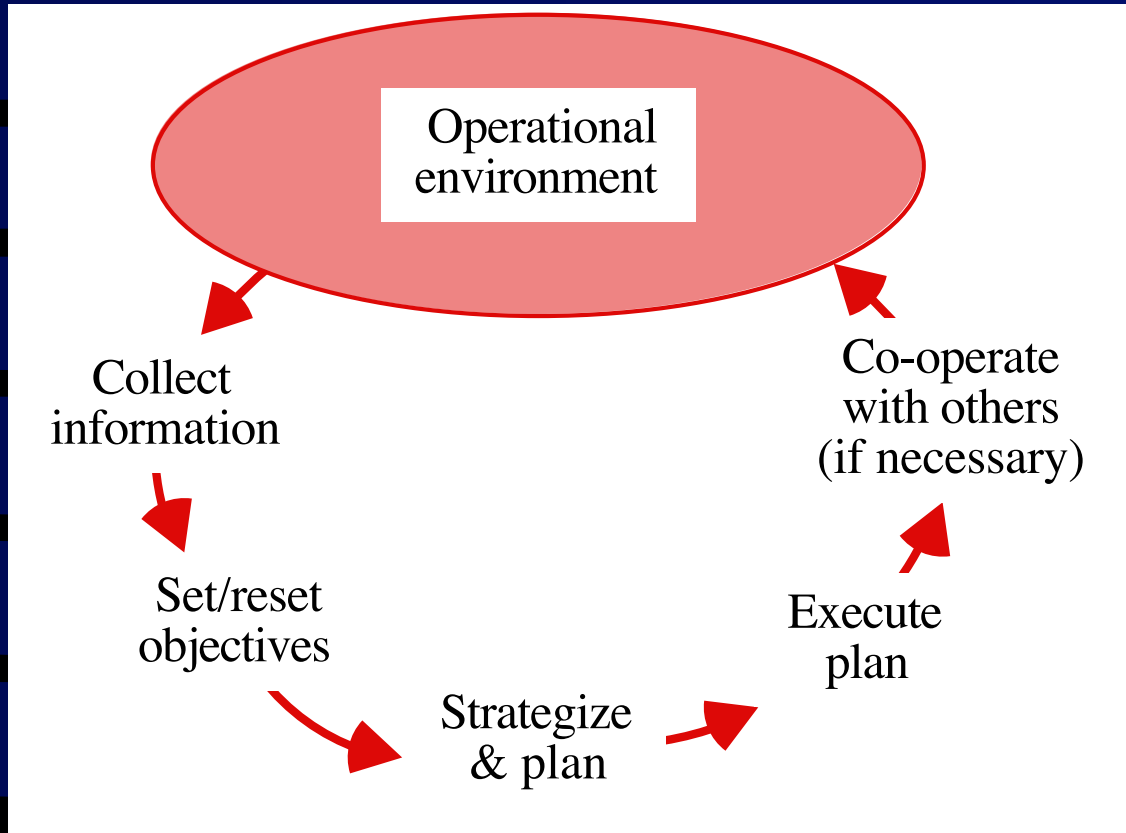 Operational
environment
Collect
information
Set/reset
objectives
Strategize
& plan
Execute
plan
Co-operate
with others
(if necessary)